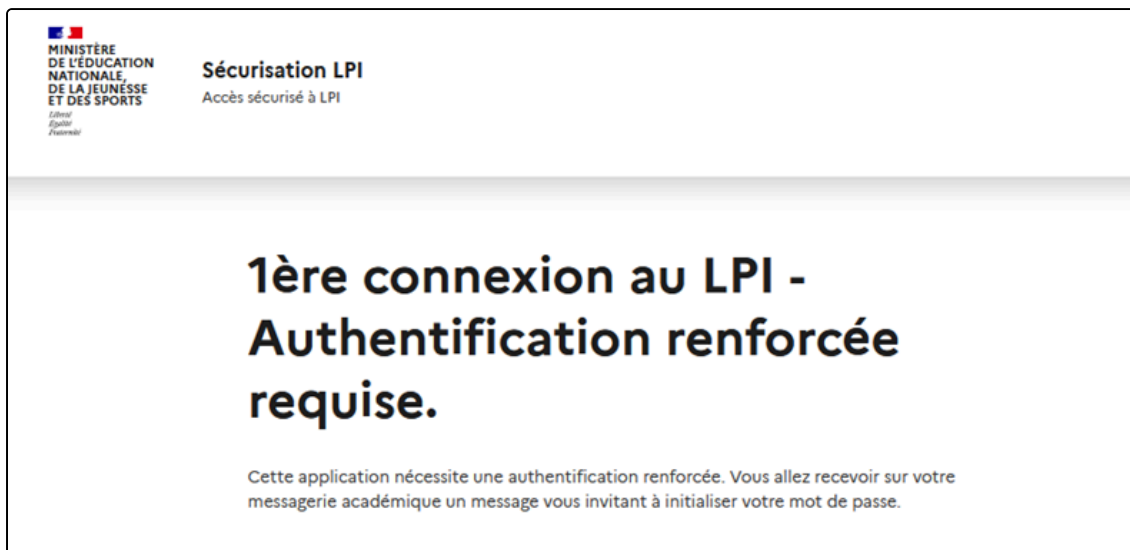 MINISTÈRE
DE L'ÉDUCATION
NATIONALE,
DE LA JEUNESSE
ET DES SPORTS
Liberté
Égalité
Fraternité
Sécurisation LPI
Accès sécurisé à LPI
1ère connexion au LPI -
Authentification renforcée
requise.
Cette application nécessite une authentification renforcée. Vous allez recevoir sur votre
messagerie académique un message vous invitant à initialiser votre mot de passe.